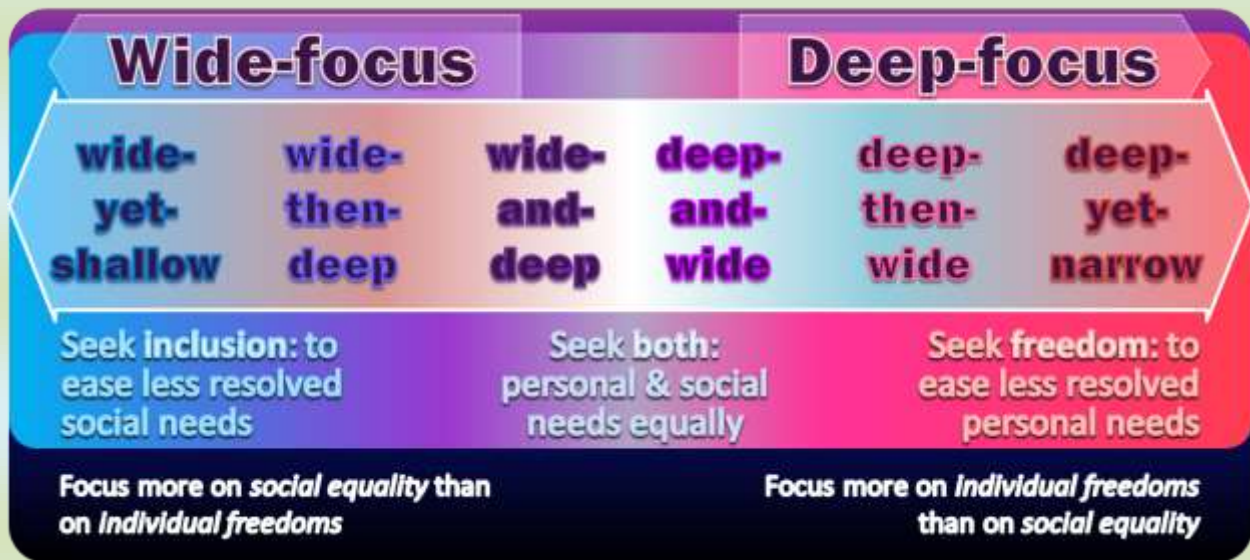 Wide-focus
Deep-focus
wide-
yet-
shallow
wide-
then-
deep
wide-
and-
deep
deep-
and-
wide
deep-
then-
wide
deep-
yet-
narrow
Seek inclusion: to
ease less resolved
social needs
Seek both:
personal & social
needs equally
Seek freedom: to
ease less resolved
personal needs
Focus more on social equality than
on individual freedoms
Focus more on individual freedoms
than on social equality